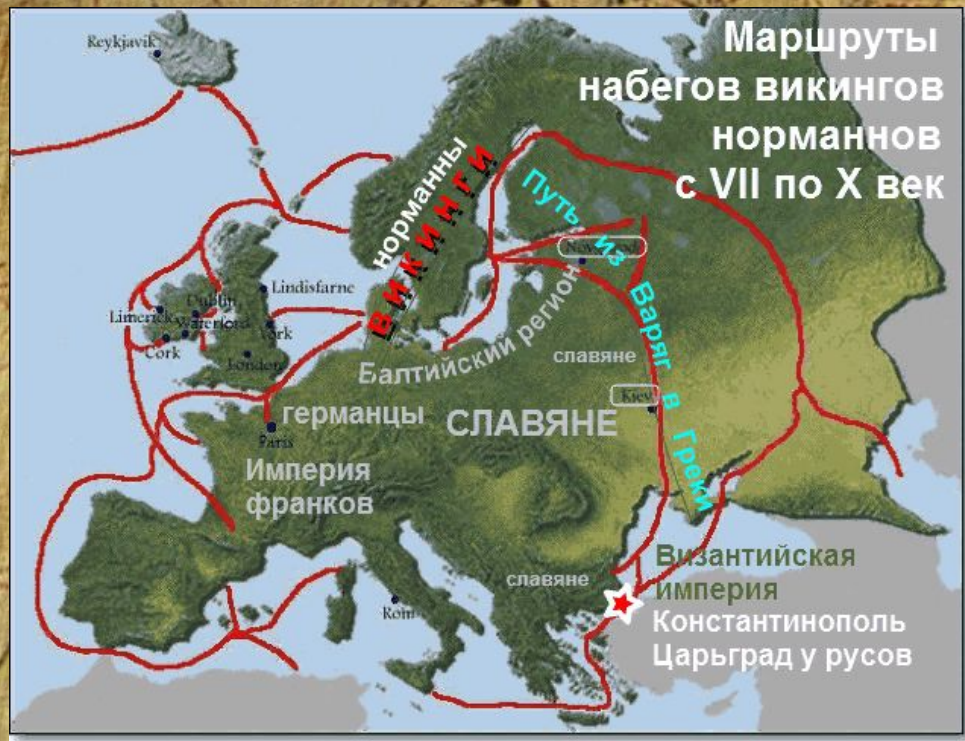 Маршруты
набегов викингов
норманнов
с VII по X век
Reykjavik
норманны
викинги
Путь из Варяг в Греки
Novgorod
Lindisfarne
Dublin
Limerick
Waterford
York
Cork
London
Балтийский регион
славяне
Kiev
германцы
СЛАВЯНЕ
Paris
Империя
франков
Византийская
империя
славяне
Rom
Константинополь
Царьград у русов